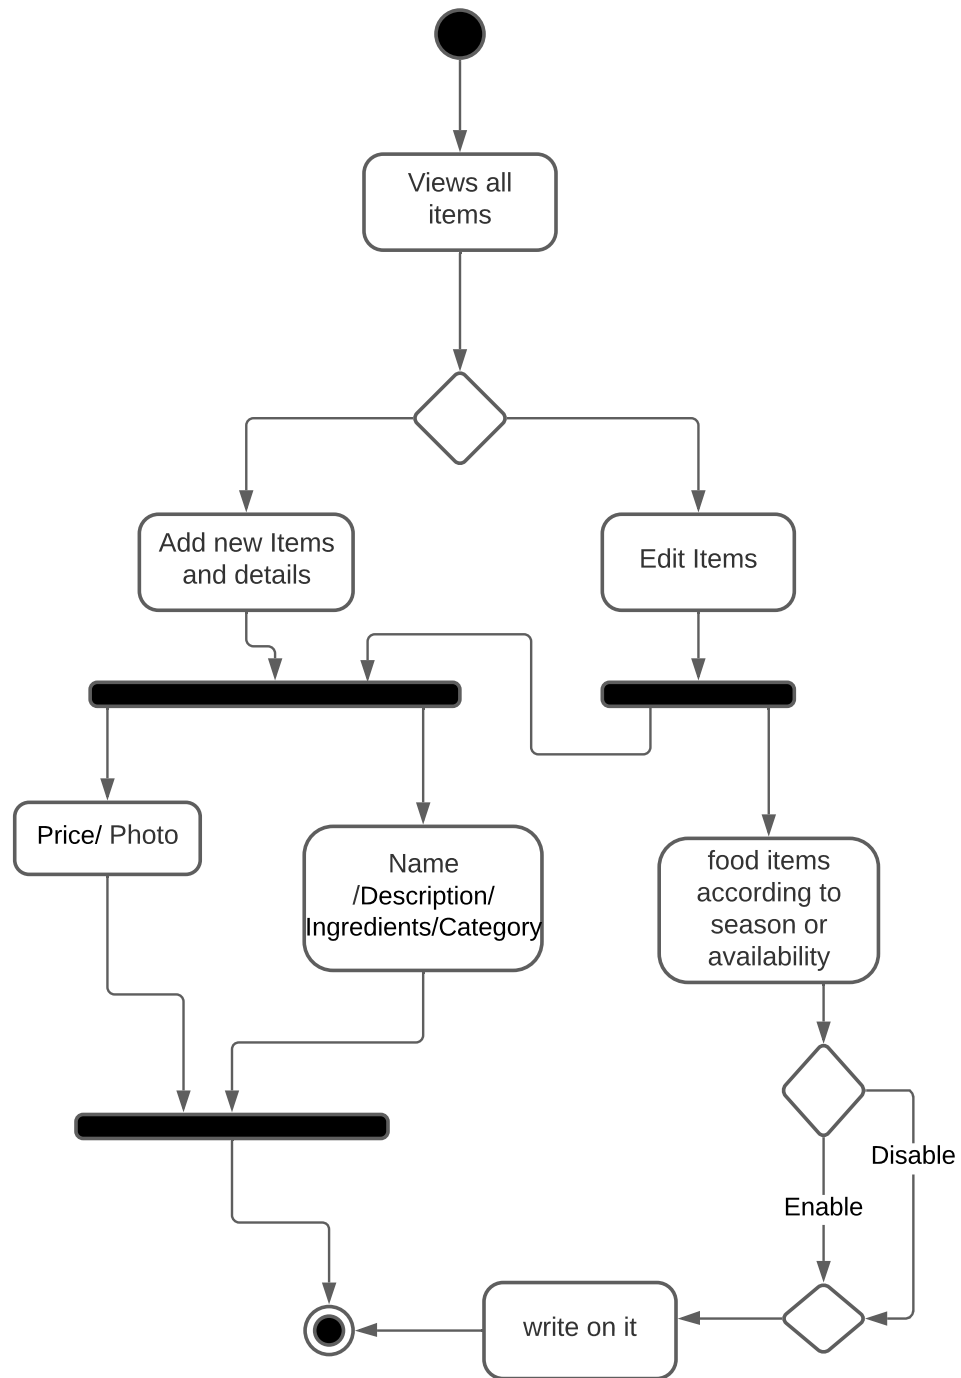 Views all
items
Add new Items
and details
Edit Items
Price/ Photo
Name
/Description/
Ingredients/Category
food items
according to
season or
availability
Disable
Enable
write on it